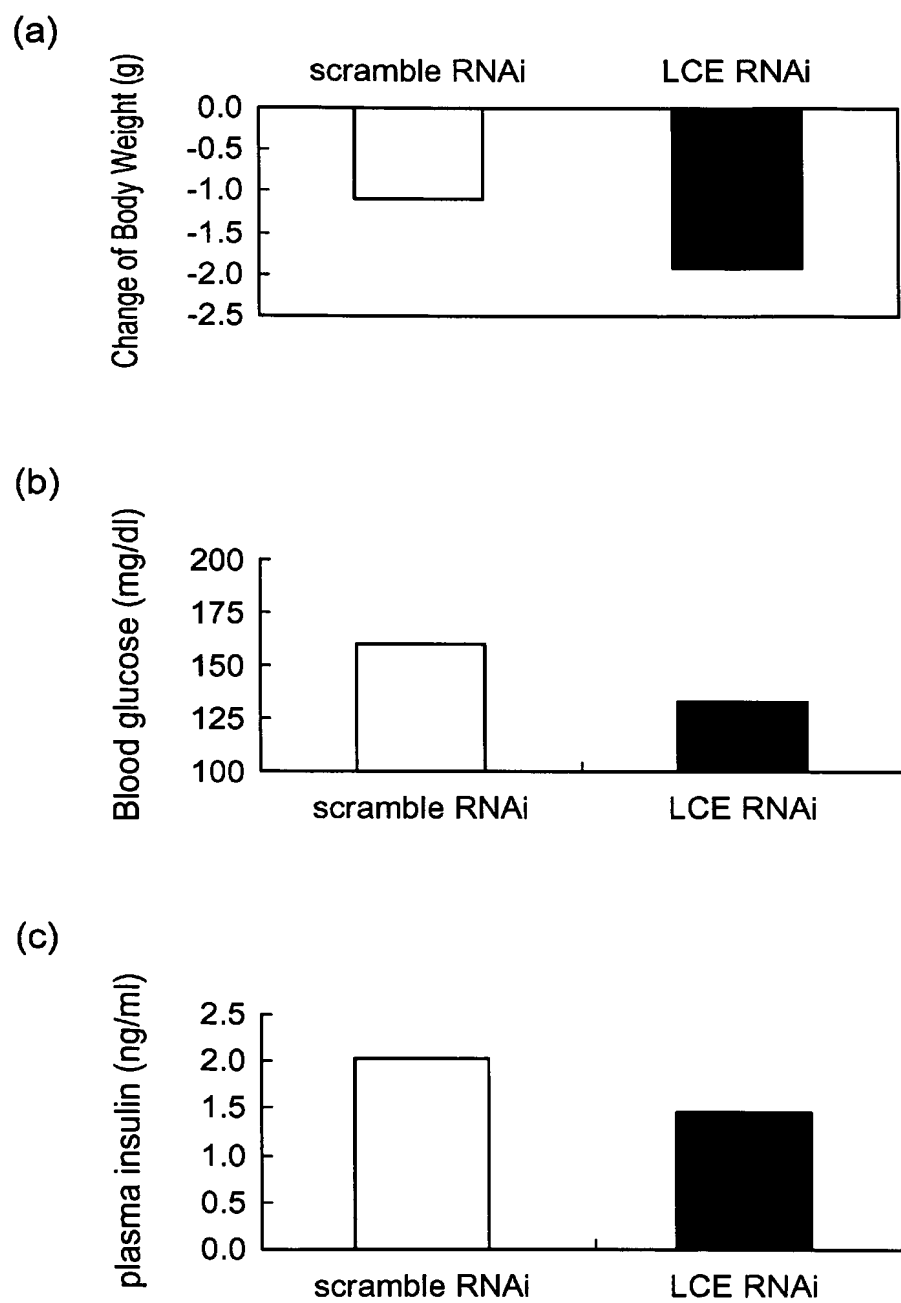 (a)
scramble RNAi LCE RNAi
Change of Body Weight (g)
0.0
-0.5
-1.0
-1.5
-2.0
-2.5
(b)
Blood glucose (mg/dl)
200
175
150
125
100
scramble RNAi LCE RNAi
(c)
plasma insulin (ng/ml)
2.5
2.0
1.5
1.0
0.5
0.0
scramble RNAi LCE RNAi